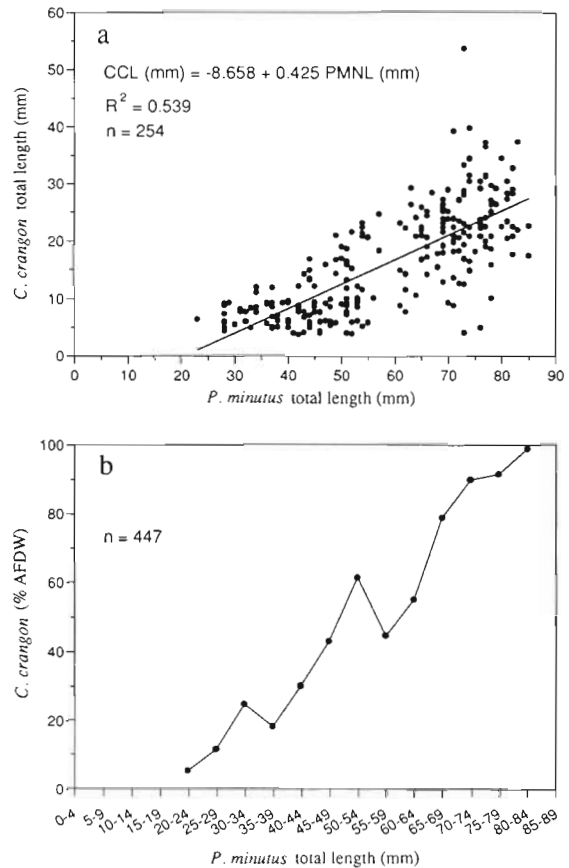 a
CCL (mm) = -8.658 + 0.425 PMNL (mm)
R² = 0.539
n = 254
C. crangon total length (mm)
60
50
40
30
20
10
0
0 10 20 30 40 50 60 70 80 90
P. minutus total length (mm)
b
n = 447
C. crangon (% AFDW)
100
80
60
40
20
0
0-4 5-9 10-14 15-19 20-24 25-29 30-34 35-39 40-44 45-49 50-54 55-59 60-64 65-69 70-74 75-79 80-84 85-89
P. minutus total length (mm)